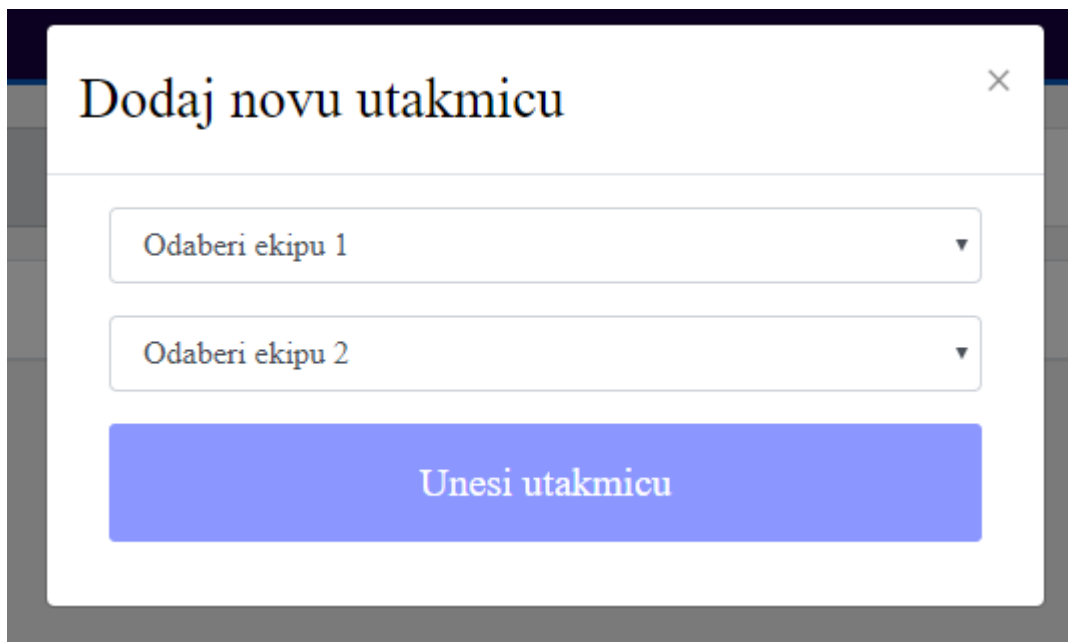 Dodaj novu utakmicu
Odaberi ekipu 1
Odaberi ekipu 2
Unesi utakmicu